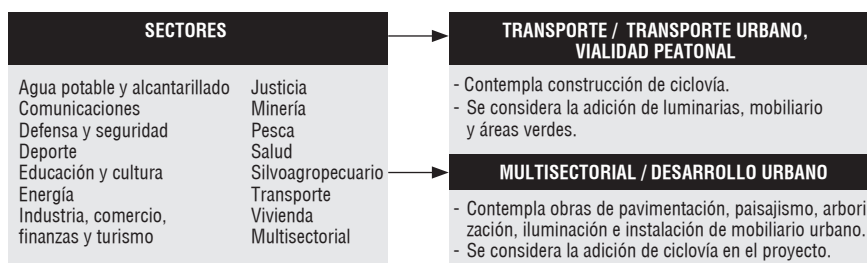 SECTORES
Agua potable y alcantarillado
Comunicaciones
Defensa y seguridad
Deporte
Educación y cultura
Energía
Industria, comercio,
finanzas y turismo
Justicia
Minería
Pesca
Salud
Silvoagropecuario
Transporte
Vivienda
Multisectorial
TRANSPORTE / TRANSPORTE URBANO,
VIALIDAD PEATONAL
- Contempla construcción de ciclovía.
- Se considera la adición de luminarias, mobiliario
y áreas verdes.
MULTISECTORIAL / DESARROLLO URBANO
- Contempla obras de pavimentación, paisajismo, arbori
zación, iluminación e instalación de mobiliario urbano.
- Se considera la adición de ciclovía en el proyecto.